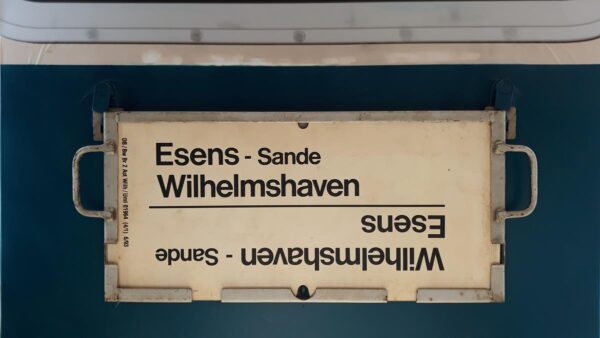 Esens - Sande
Wilhelmshaven
Wilhelmshaven - Sande
Esens